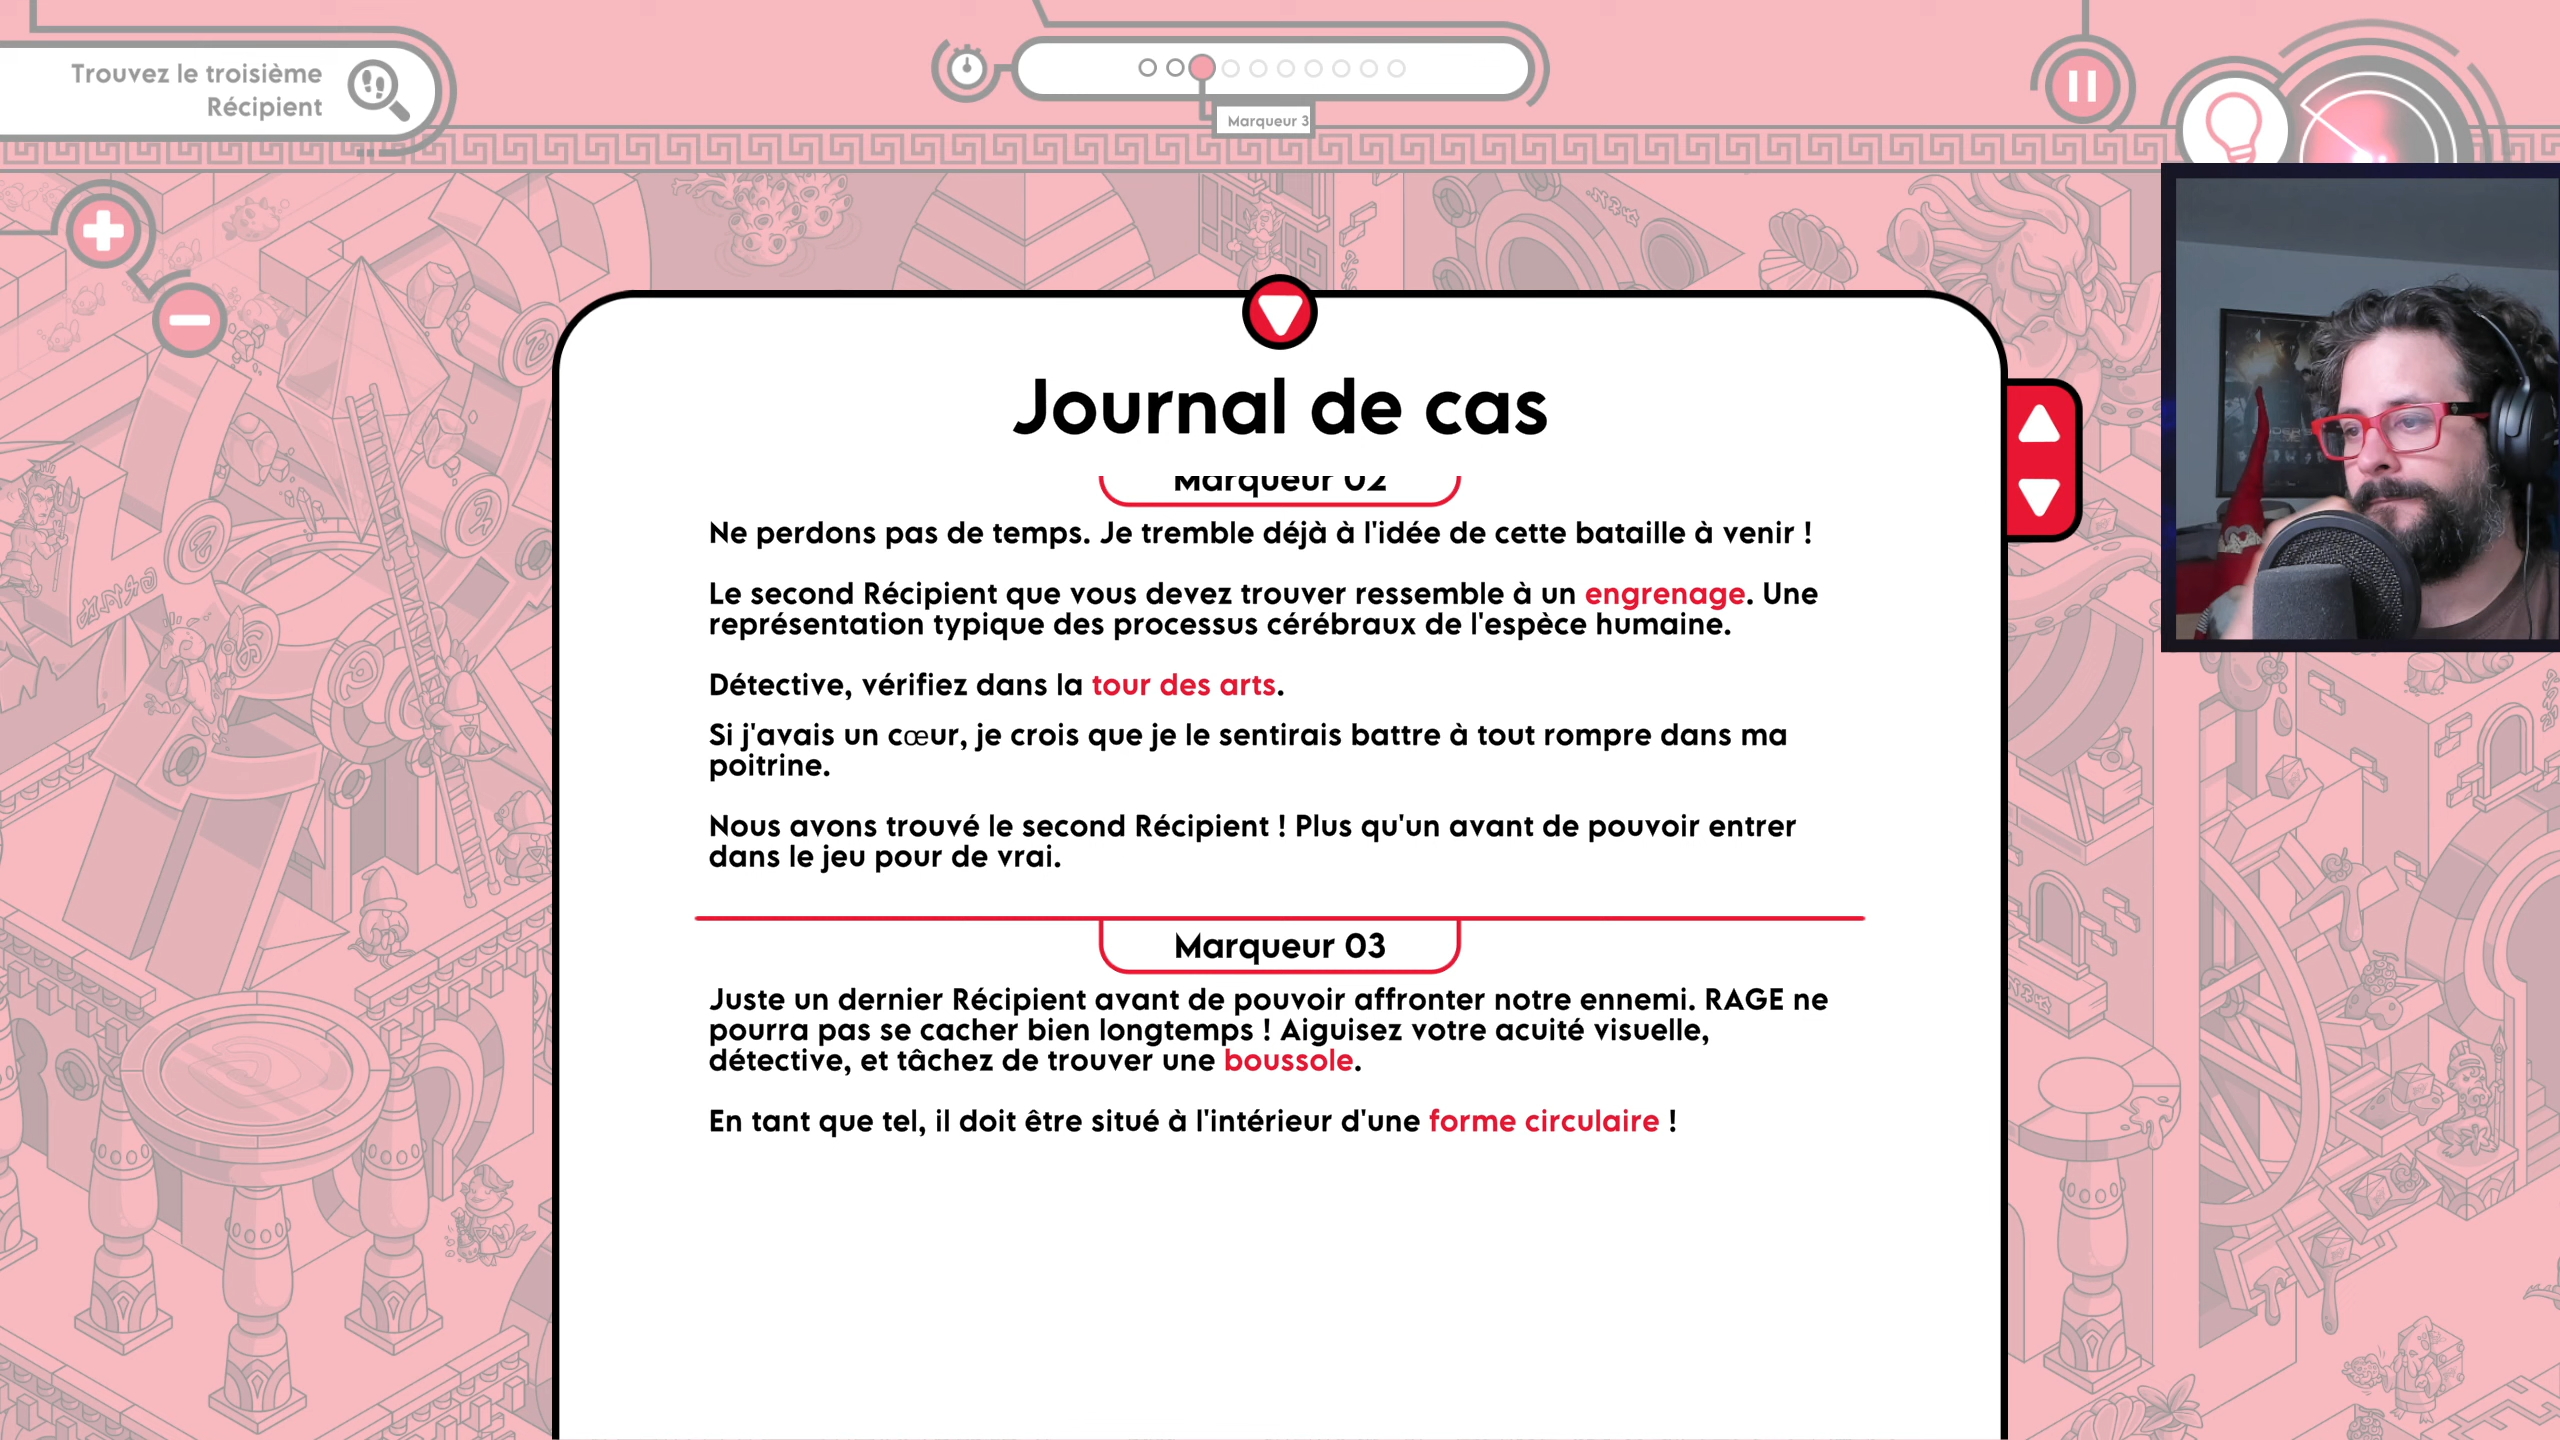 Trouvez le troisième
Récipient
Marqueur 3
Journal de cas
Marqueur 02
Ne perdons pas de temps. Je tremble déjà à l'idée de cette bataille à venir !
Le second Récipient que vous devez trouver ressemble à un engrenage. Une
représentation typique des processus cérébraux de l'espèce humaine.
Détective, vérifiez dans la tour des arts.
Si j'avais un cœur, je crois que je le sentirais battre à tout rompre dans ma
poitrine.
Nous avons trouvé le second Récipient ! Plus qu'un avant de pouvoir entrer
dans le jeu pour de vrai.
Marqueur 03
Juste un dernier Récipient avant de pouvoir affronter notre ennemi. RAGE ne
pourra pas se cacher bien longtemps ! Aiguisez votre acuité visuelle,
détective, et tâchez de trouver une boussole.
En tant que tel, il doit être situé à l'intérieur d'une forme circulaire !